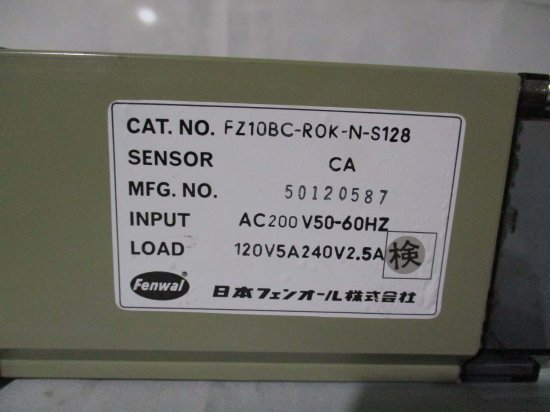 CAT. NO. FZ10BC-R0K-N-S128
SENSOR CA
MFG. NO. 50120587
INPUT AC200V50-60HZ
LOAD 120V5A240V2.5A
検
Fenwal® 日本フェンオール株式会社